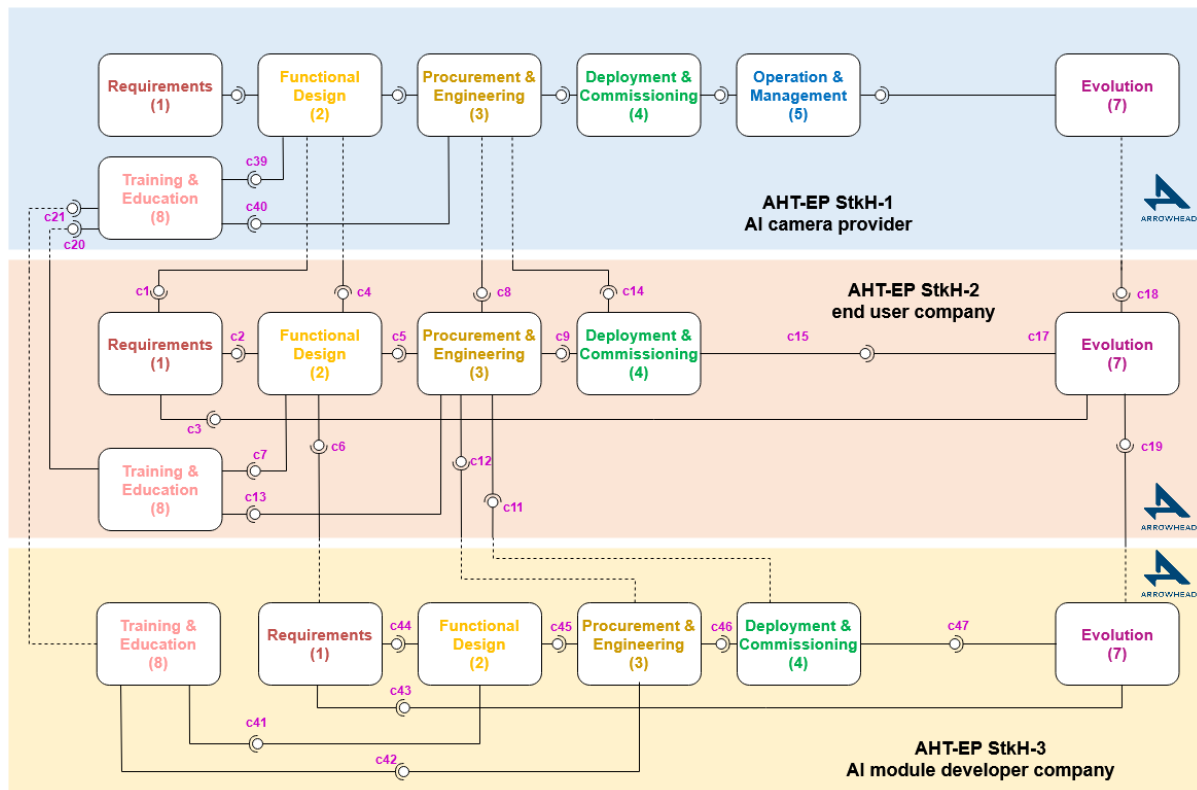 Requirements
(1)
Functional
Design
(2)
Procurement &
Engineering
(3)
Deployment &
Commissioning
(4)
Operation &
Management
(5)
Evolution
(7)
c39
Training &
Education
(8)
c40
c21
c20
AHT-EP StkH-1
AI camera provider
ARROWHEAD
c1
c4
c8
c14
c18
AHT-EP StkH-2
end user company
Requirements
(1)
c2
Functional
Design
(2)
c5
Procurement &
Engineering
(3)
c9
Deployment &
Commissioning
(4)
c15
c17
Evolution
(7)
c3
c6
c19
c7
c12
Training &
Education
(8)
c13
c11
ARROWHEAD
ARROWHEAD
Training &
Education
(8)
Requirements
(1)
c44
Functional
Design
(2)
c45
Procurement &
Engineering
(3)
c46
Deployment &
Commissioning
(4)
c47
Evolution
(7)
c43
c41
c42
AHT-EP StkH-3
AI module developer company